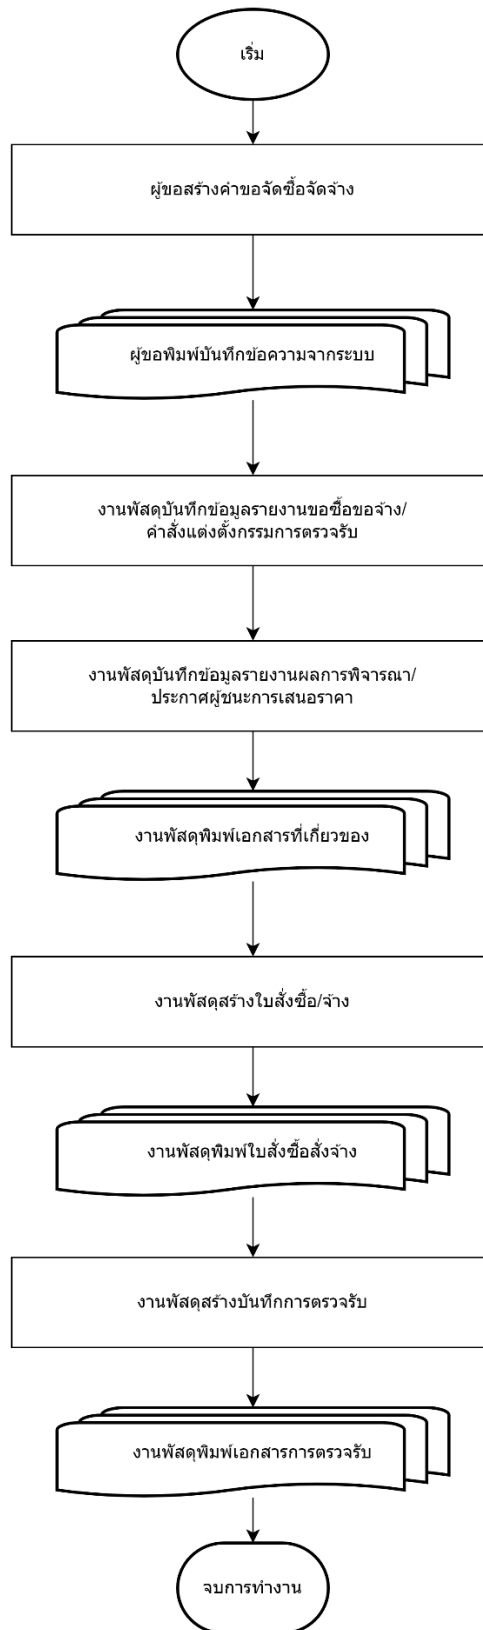 เริ่ม
ผู้ขอสร้างคำขอจัดซื้อจัดจ้าง
ผู้ขอพิมพ์บันทึกข้อความจากระบบ
งานพัสดุบันทึกข้อมูลรายงานขอซื้อขอจ้าง/
คำสั่งแต่งตั้งกรรมการตรวจรับ
งานพัสดุบันทึกข้อมูลรายงานผลการพิจารณา/
ประกาศผู้ชนะการเสนอราคา
งานพัสดุพิมพ์เอกสารที่เกี่ยวของ
งานพัสดุสร้างใบสั่งซื้อ/จ้าง
งานพัสดุพิมพ์ใบสั่งซื้อสั่งจ้าง
งานพัสดุสร้างบันทึกการตรวจรับ
งานพัสดุพิมพ์เอกสารการตรวจรับ
จบการทำงาน